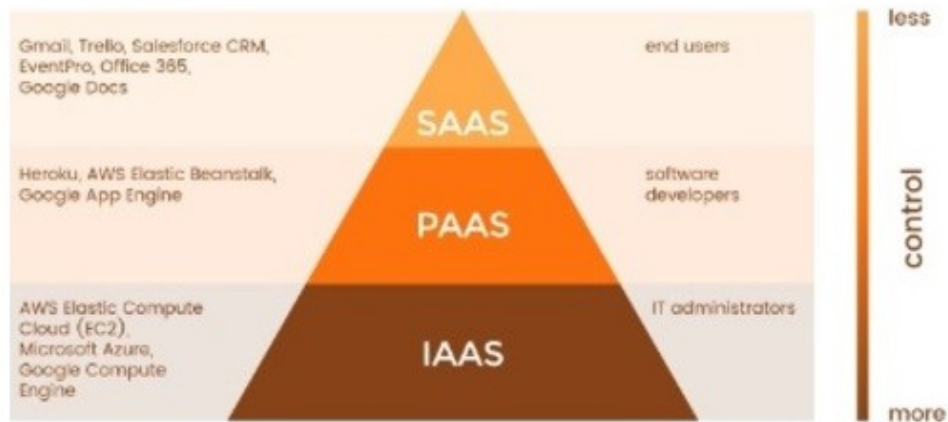 less
Gmail, Trello, Salesforce CRM,
EventPro, Office 365,
Google Docs
end users
SAAS
Heroku, AWS Elastic Beanstalk,
Google App Engine
software
developers
PAAS
control
AWS Elastic Compute
Cloud (EC2),
Microsoft Azure,
Google Compute
Engine
IT administrators
IAAS
more